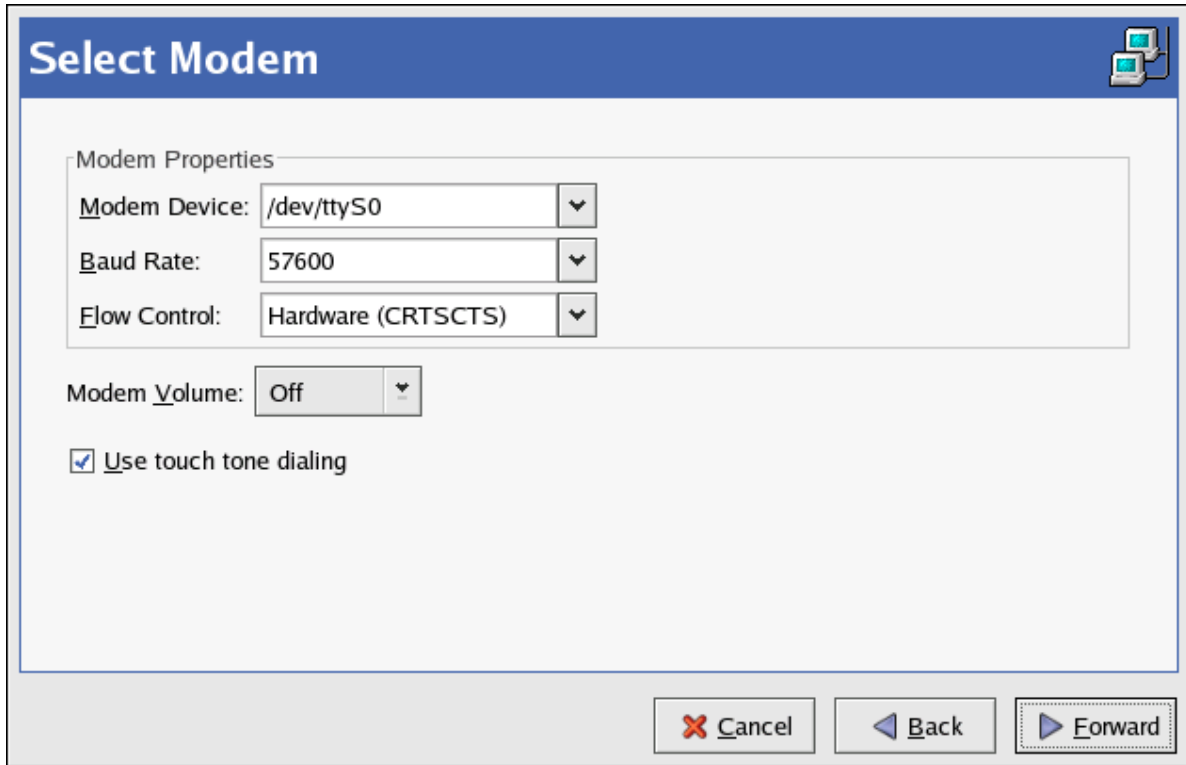 Select Modem
Modem Properties
Modem Device: /dev/ttyS0
Baud Rate: 57600
Flow Control: Hardware (CRTSCTS)
Modem Volume: Off
Use touch tone dialing
Cancel Back Forward